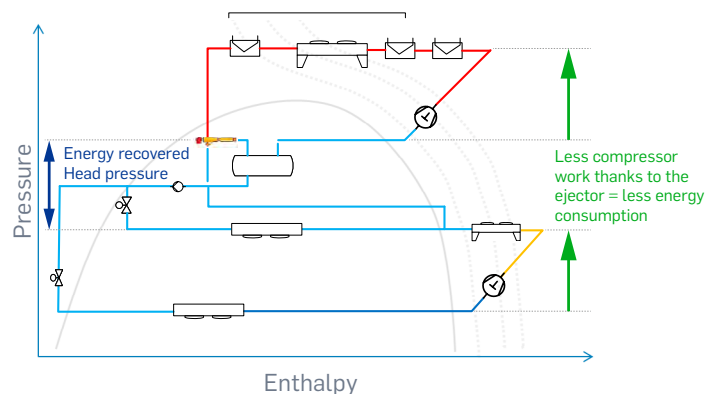 Pressure
Energy recovered
Head pressure
Less compressor
work thanks to the
ejector = less energy
consumption
Enthalpy